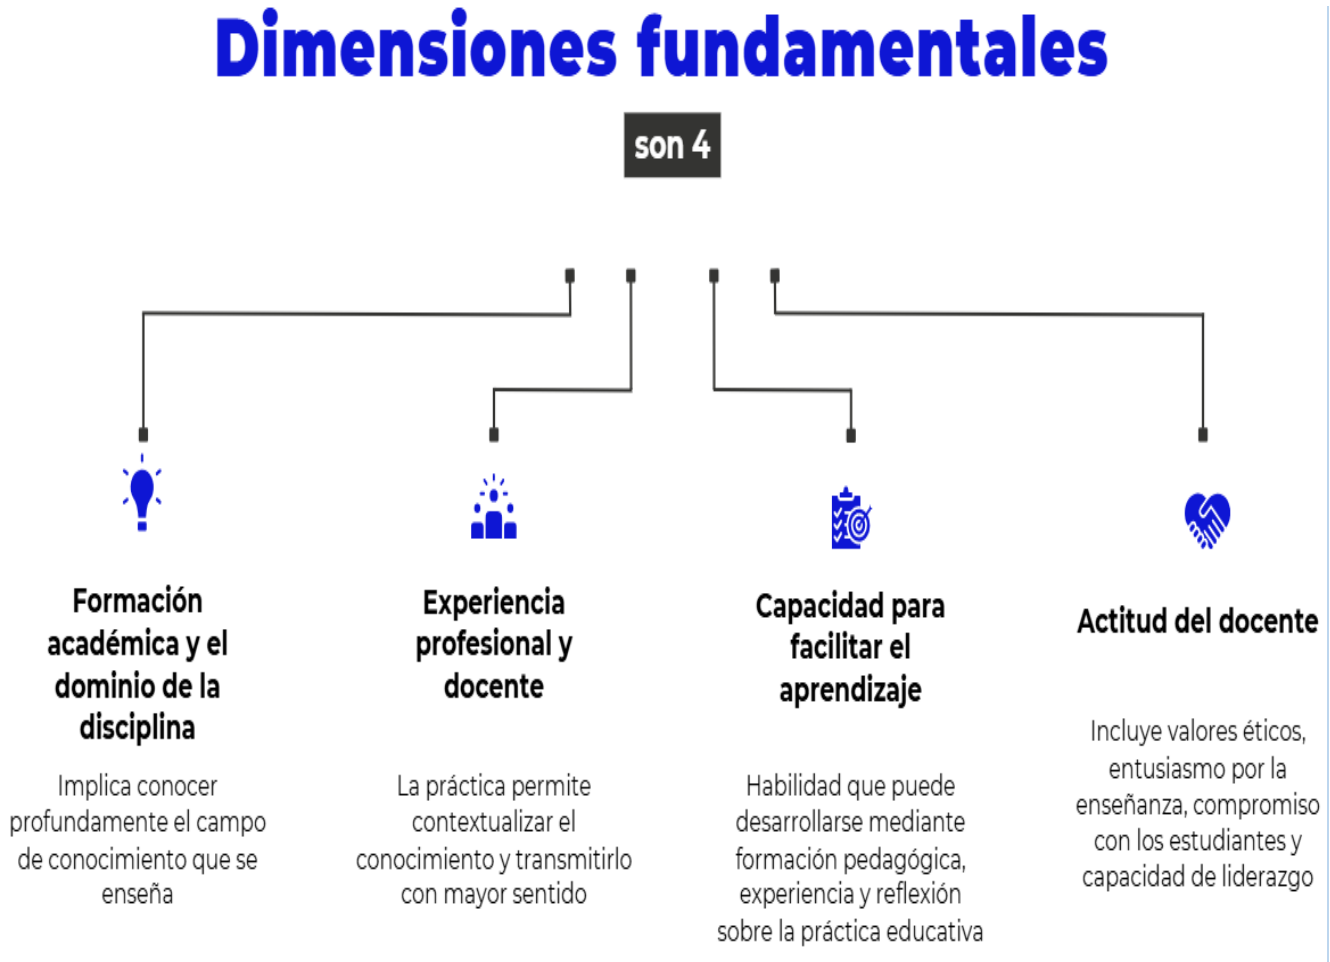 Dimensiones fundamentales
son 4
Formación
académica y el
dominio de la
disciplina
Implica conocer
profundamente el campo
de conocimiento que se
enseña
Experiencia
profesional y
docente
La práctica permite
contextualizar el
conocimiento y transmitirlo
con mayor sentido
Capacidad para
facilitar el
aprendizaje
Habilidad que puede
desarrollarse mediante
formación pedagógica,
experiencia y reflexión
sobre la práctica educativa
Actitud del docente
Incluye valores éticos,
entusiasmo por la
enseñanza, compromiso
con los estudiantes y
capacidad de liderazgo